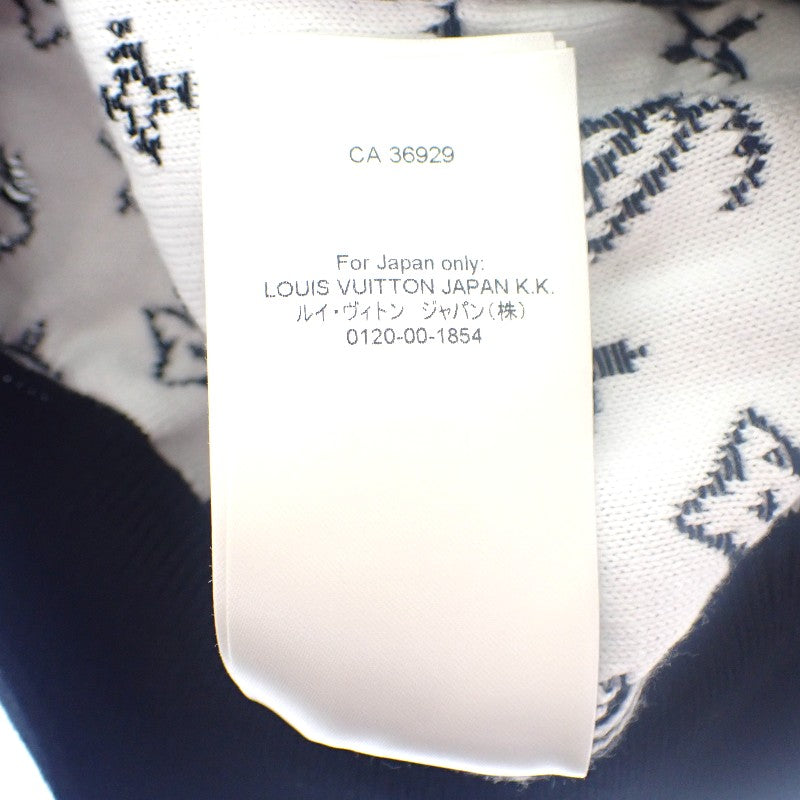 CA 36929
For Japan only:
LOUIS VUITTON JAPAN K.K.
ルイ・ヴィトン ジャパン(株)
0120-00-1854